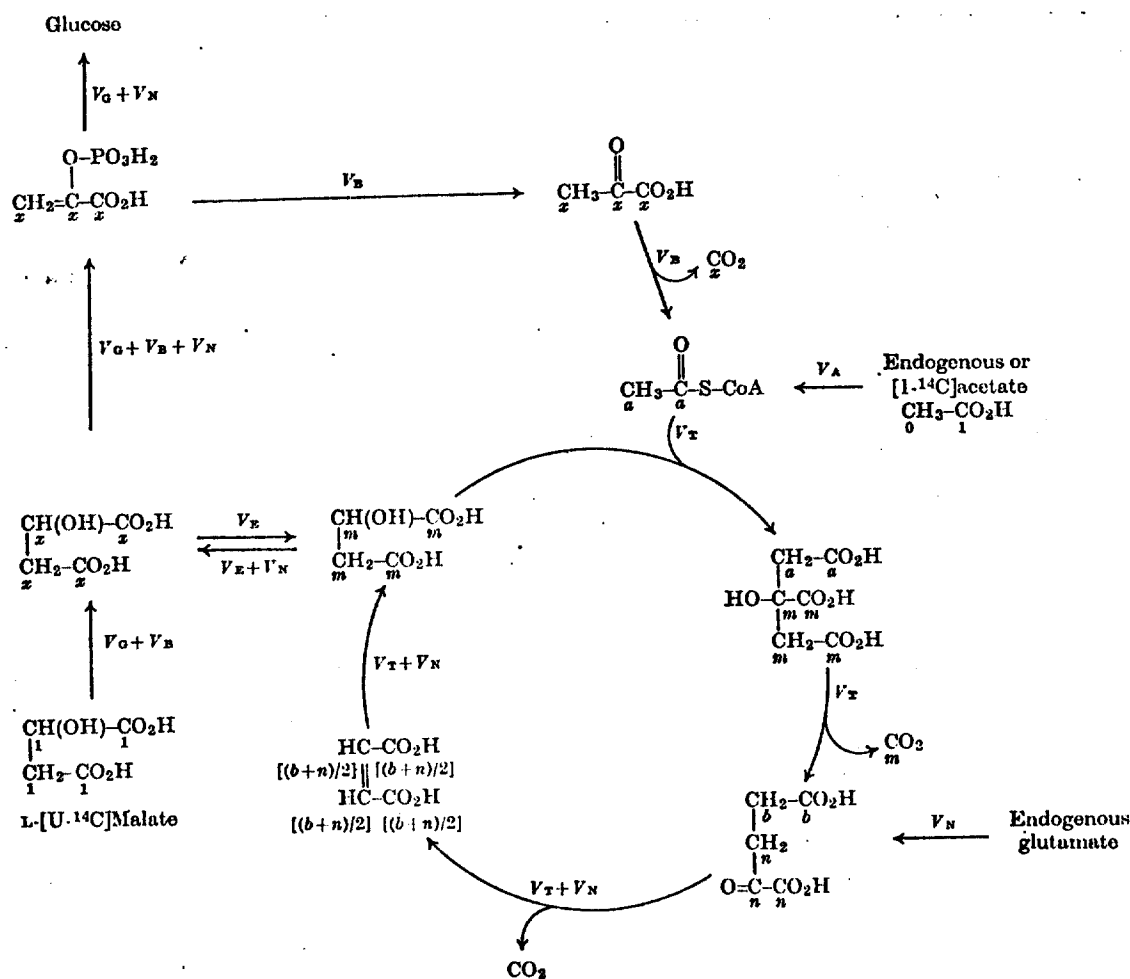 Glucose
V_G + V_N
O–PO₃H₂
CH₂=C–CO₂H
x x x
V_B
O
CH₃–C–CO₂H
x x x
V_B
CO₂
x
V_G + V_B + V_N
O
CH₃–C–S–CoA
a a
V_A
Endogenous or
[1-¹⁴C]acetate
CH₃–CO₂H
0 1
V_T
CH(OH)–CO₂H
x x
CH₂–CO₂H
x x
V_E
V_E + V_N
CH(OH)–CO₂H
m m
CH₂–CO₂H
m m
CH₂–CO₂H
a a
HO–C–CO₂H
m m
CH₂–CO₂H
m m
V_G + V_B
V_T + V_N
V_T
CO₂
m
CH(OH)–CO₂H
1 1
CH₂–CO₂H
1 1
L-[U-¹⁴C]Malate
HC–CO₂H
[(b+n)/2] [(b+n)/2]
HC–CO₂H
[(b+n)/2] [(b+n)/2]
CH₂–CO₂H
b b
CH₂
n
O=C–CO₂H
n n
V_N
Endogenous
glutamate
V_T + V_N
CO₂